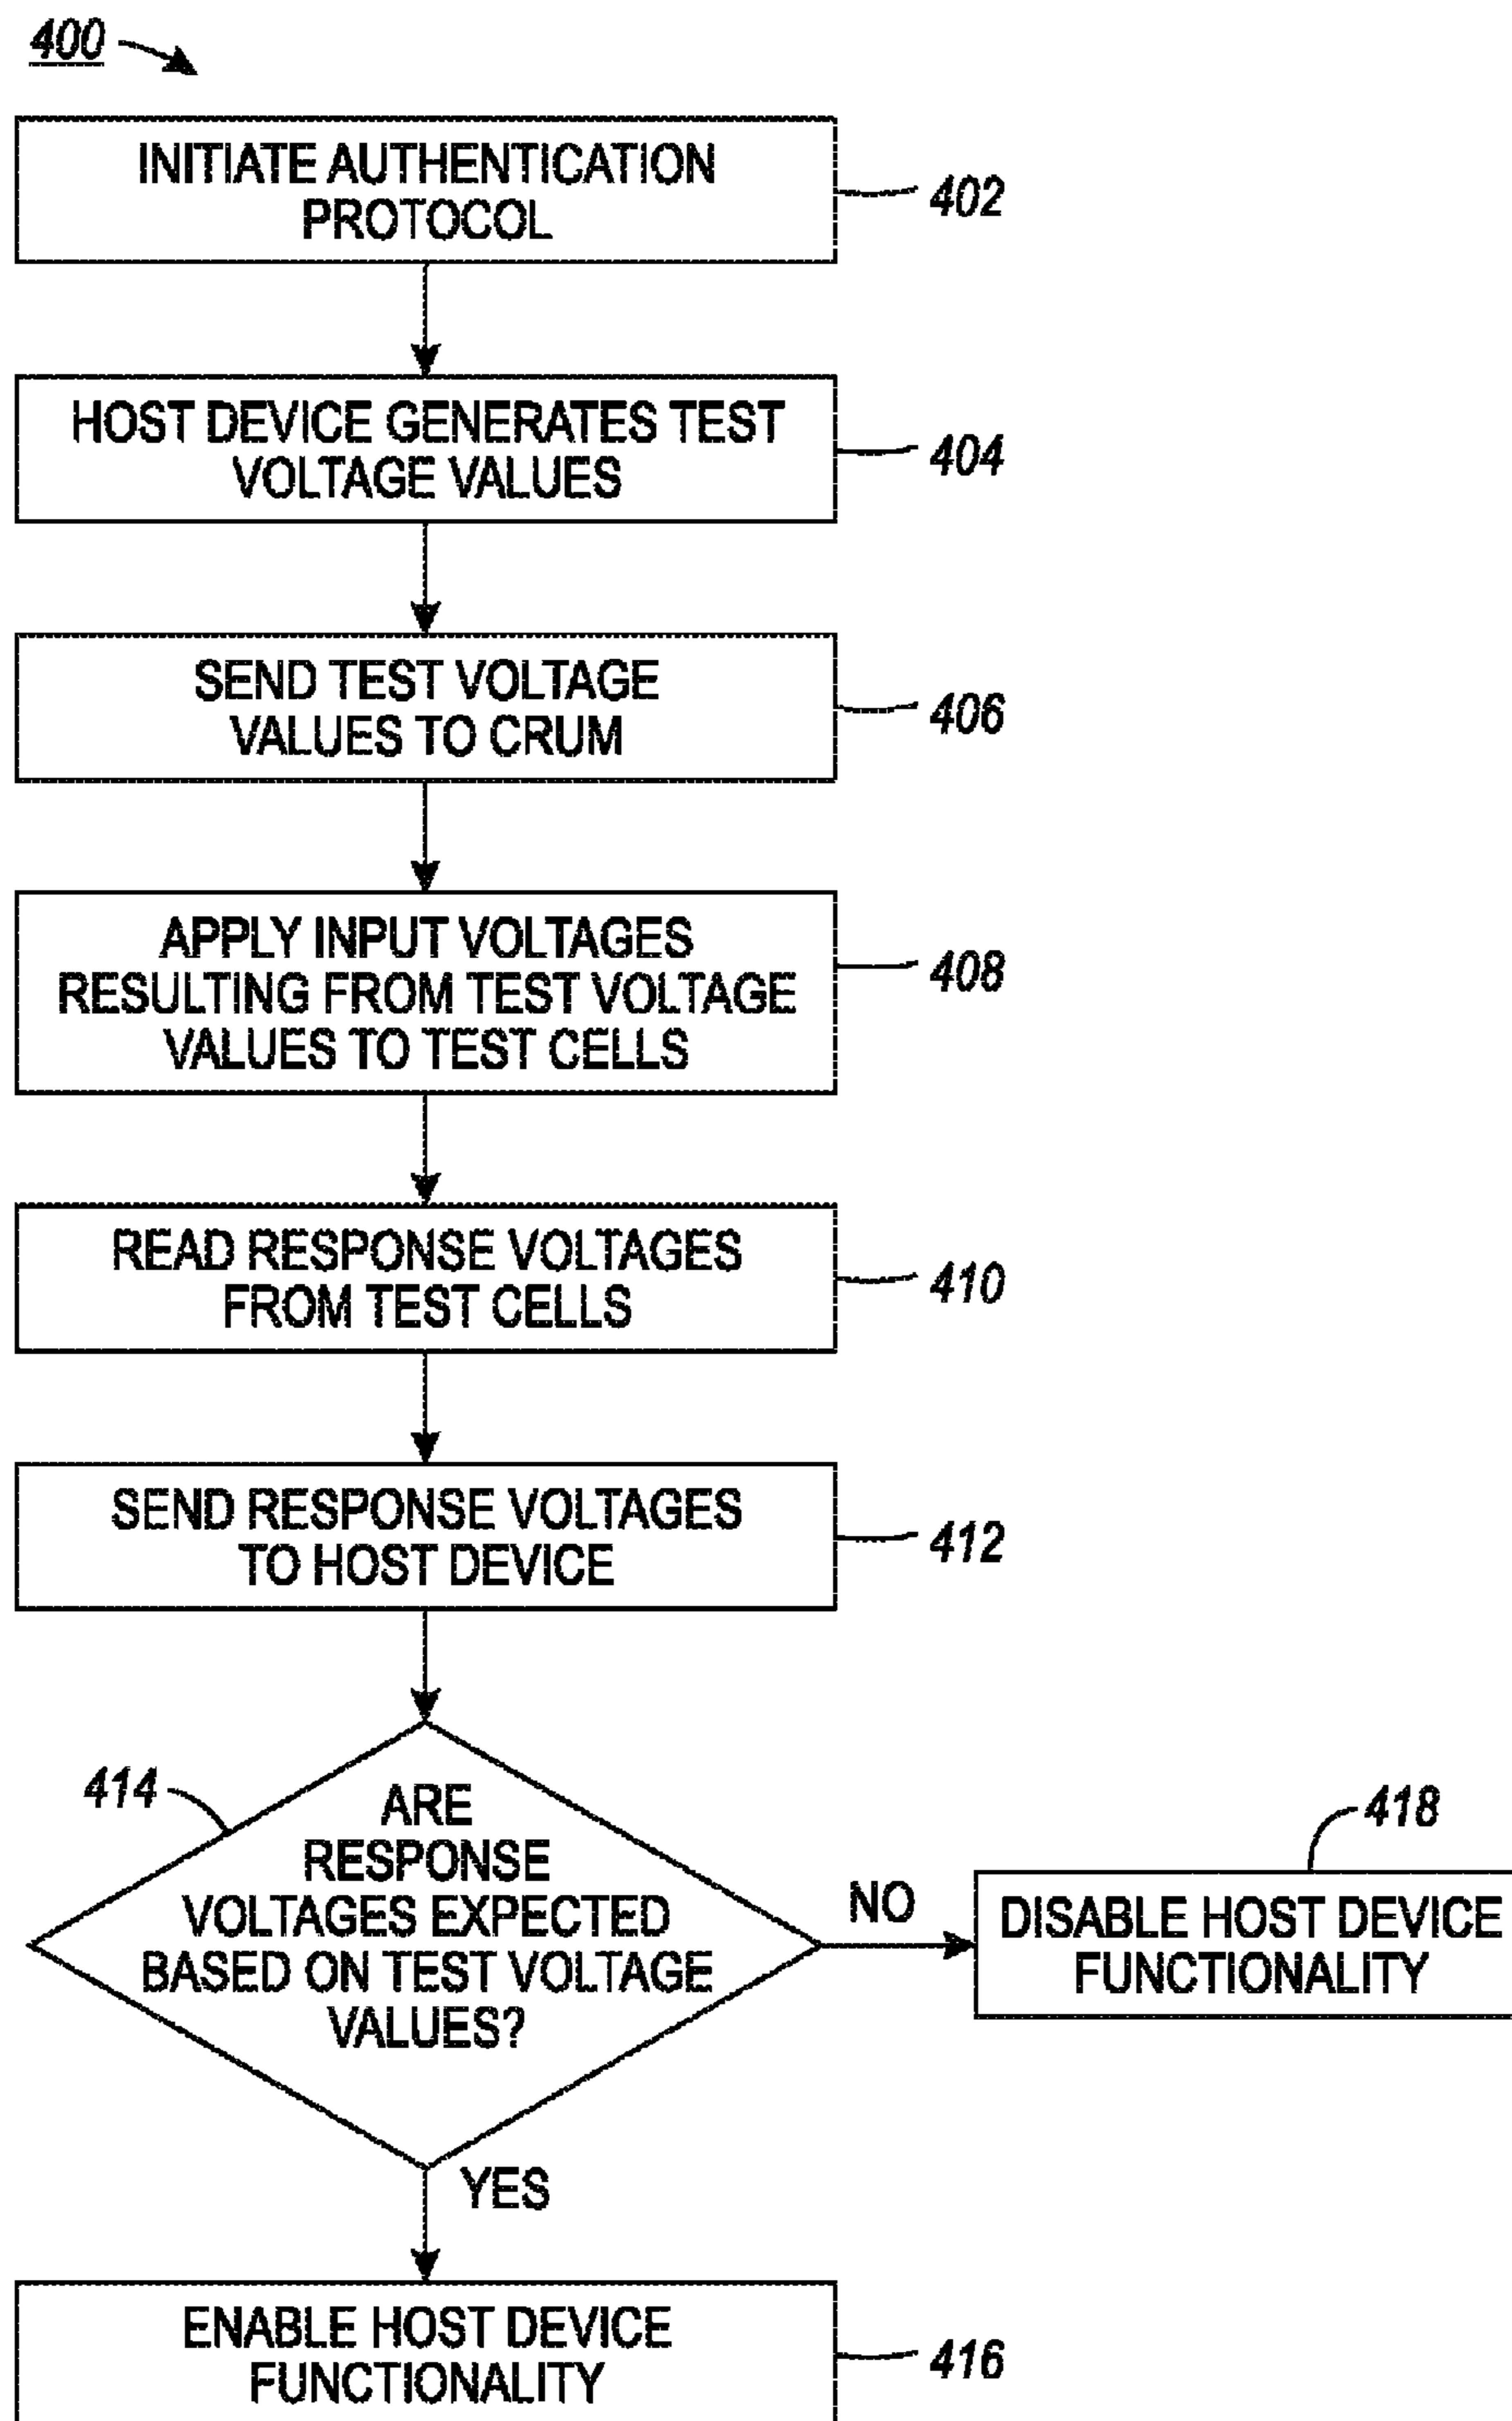 400
INITIATE AUTHENTICATION
PROTOCOL
402
HOST DEVICE GENERATES TEST
VOLTAGE VALUES
404
SEND TEST VOLTAGE
VALUES TO CRUM
406
APPLY INPUT VOLTAGES
RESULTING FROM TEST VOLTAGE
VALUES TO TEST CELLS
408
READ RESPONSE VOLTAGES
FROM TEST CELLS
410
SEND RESPONSE VOLTAGES
TO HOST DEVICE
412
414
ARE
RESPONSE
VOLTAGES EXPECTED
BASED ON TEST VOLTAGE
VALUES?
NO
418
DISABLE HOST DEVICE
FUNCTIONALITY
YES
ENABLE HOST DEVICE
FUNCTIONALITY
416